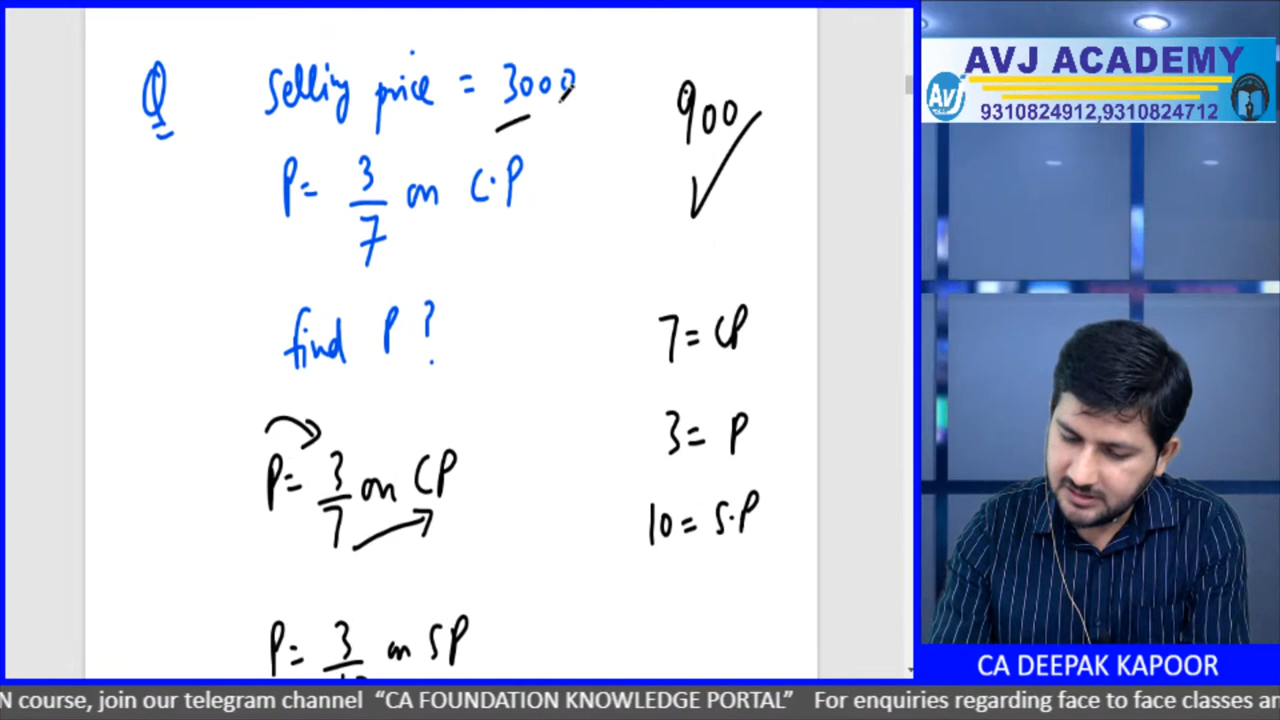 Q Selling price = 3000
P = 3/7 on C.P
find P ?
P = 3/7 on CP
P = 3/10 on SP
900 ✓
7 = CP
3 = P
10 = S.P
AVJ ACADEMY
AVJ
9310824912,9310824712
CA DEEPAK KAPOOR
N course, join our telegram channel “CA FOUNDATION KNOWLEDGE PORTAL” For enquiries regarding face to face classes an